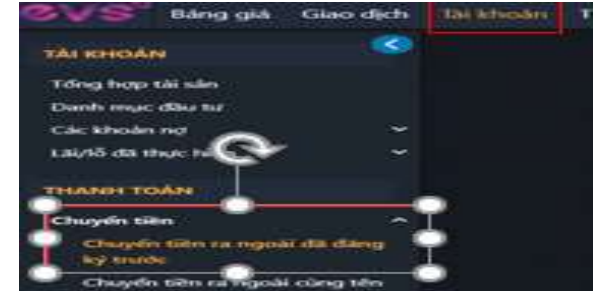 evs
Bảng giá Giao dịch Tài khoản T
TÀI KHOẢN
Tổng hợp tài sản
Danh mục đầu tư
Các khoản nợ
Lãi/lỗ đã thực
THANH TOÁN
Chuyển tiền
Chuyển tiền ra ngoài đã đăng
ký trước
Chuyển tiền ra ngoài cùng tên